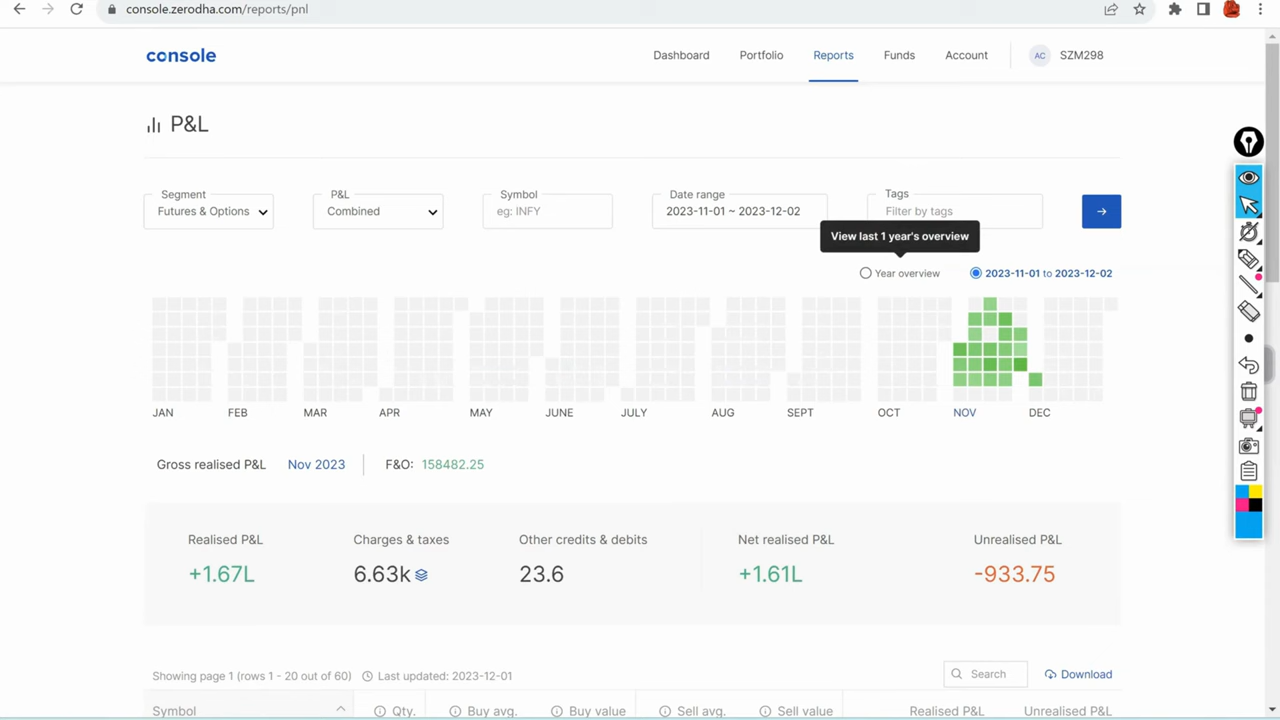 console.zerodha.com/reports/pnl
console
Dashboard
Portfolio
Reports
Funds
Account
AC
SZM298
P&L
Segment
Futures & Options
P&L
Combined
Symbol
eg: INFY
Date range
2023-11-01 ~ 2023-12-02
Tags
Filter by tags
View last 1 year's overview
Year overview
2023-11-01 to 2023-12-02
JAN
FEB
MAR
APR
MAY
JUNE
JULY
AUG
SEPT
OCT
NOV
DEC
Gross realised P&L
Nov 2023
F&O: 158482.25
Realised P&L
Charges & taxes
Other credits & debits
Net realised P&L
Unrealised P&L
+1.67L
6.63k
23.6
+1.61L
-933.75
Showing page 1 (rows 1 - 20 out of 60)
Last updated: 2023-12-01
Search
Download
Symbol
Qty.
Buy avg.
Buy value
Sell avg.
Sell value
Realised P&L
Unrealised P&L